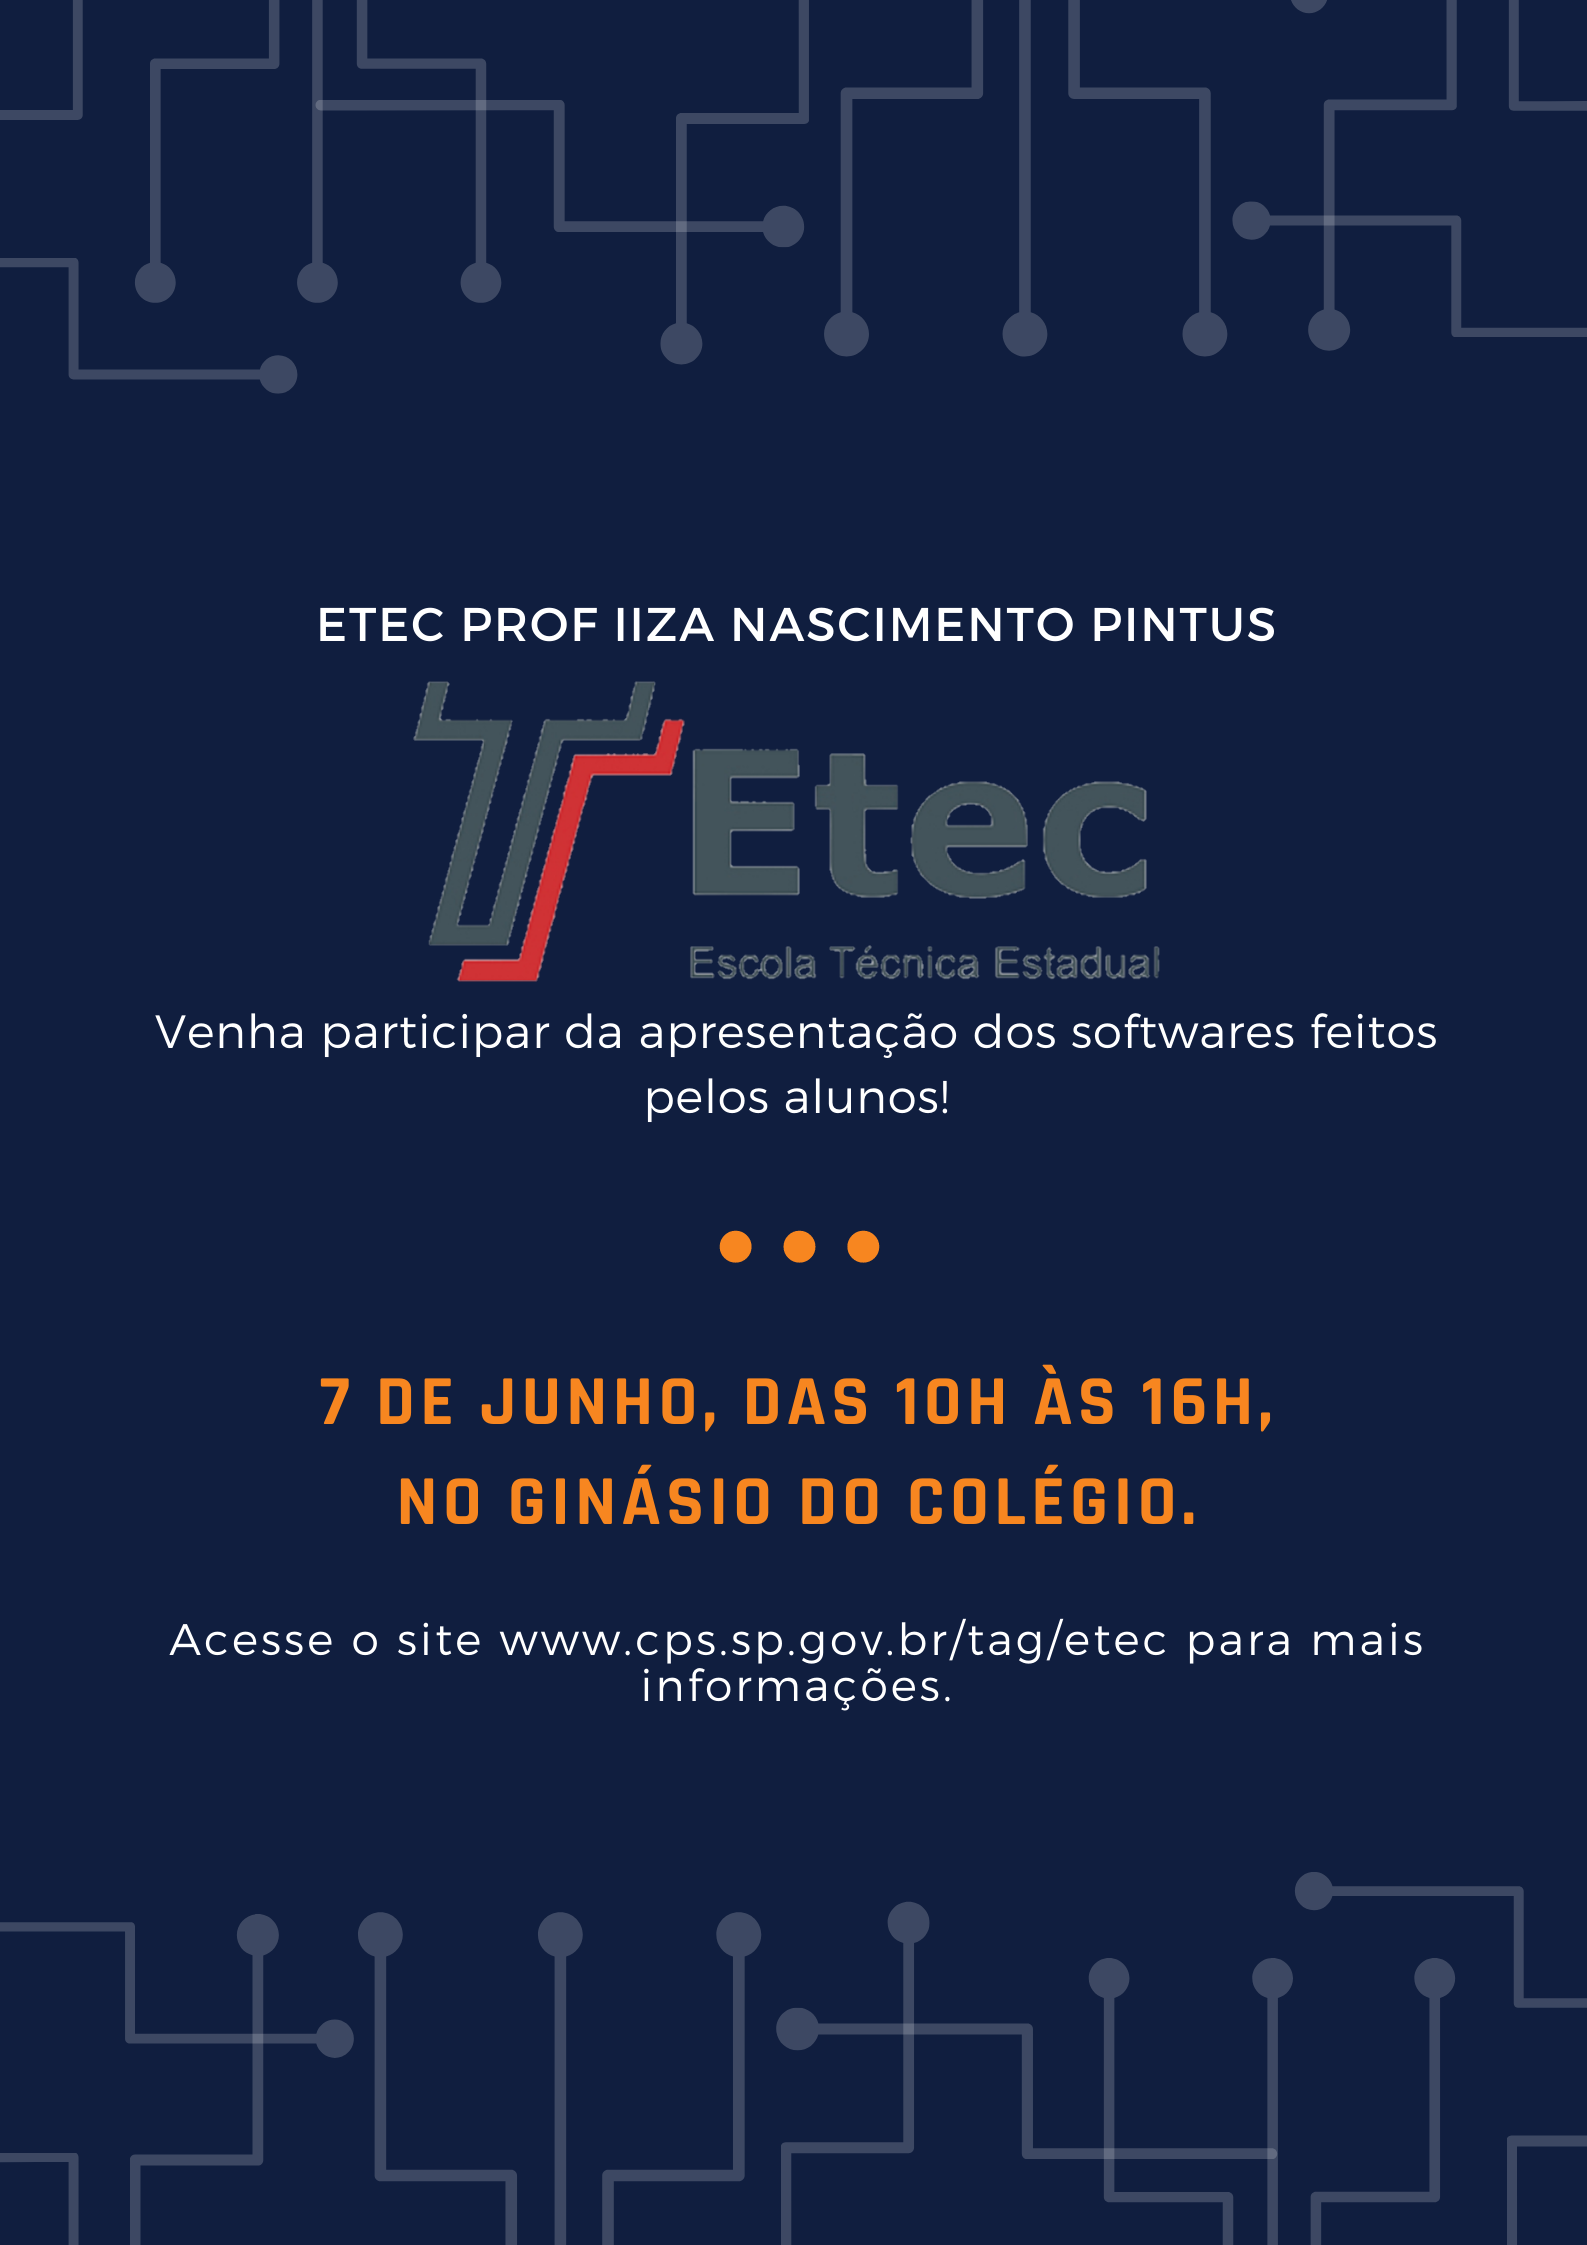 ETEC PROF IIZA NASCIMENTO PINTUS
Etec
Escola Técnica Estadual
Venha participar da apresentação dos softwares feitos
pelos alunos!
7 DE JUNHO, DAS 10H ÀS 16H,
NO GINÁSIO DO COLÉGIO.
Acesse o site www.cps.sp.gov.br/tag/etec para mais
informações.